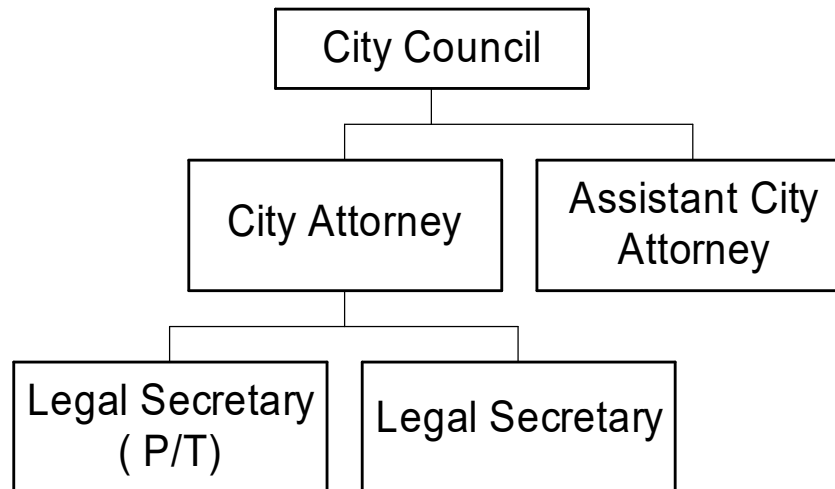 City Council
City Attorney
Assistant City
Attorney
Legal Secretary
( P/T)
Legal Secretary